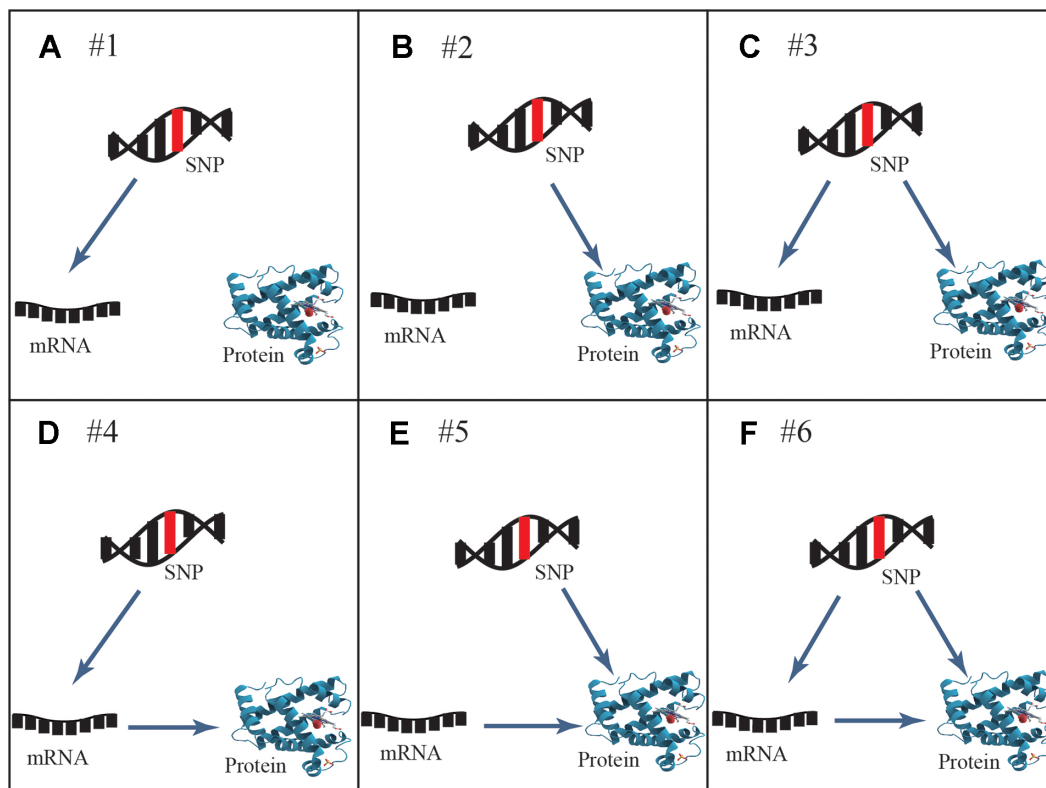 A #1
SNP
mRNA
Protein
B #2
SNP
mRNA
Protein
C #3
SNP
mRNA
Protein
D #4
SNP
mRNA
Protein
E #5
SNP
mRNA
Protein
F #6
SNP
mRNA
Protein